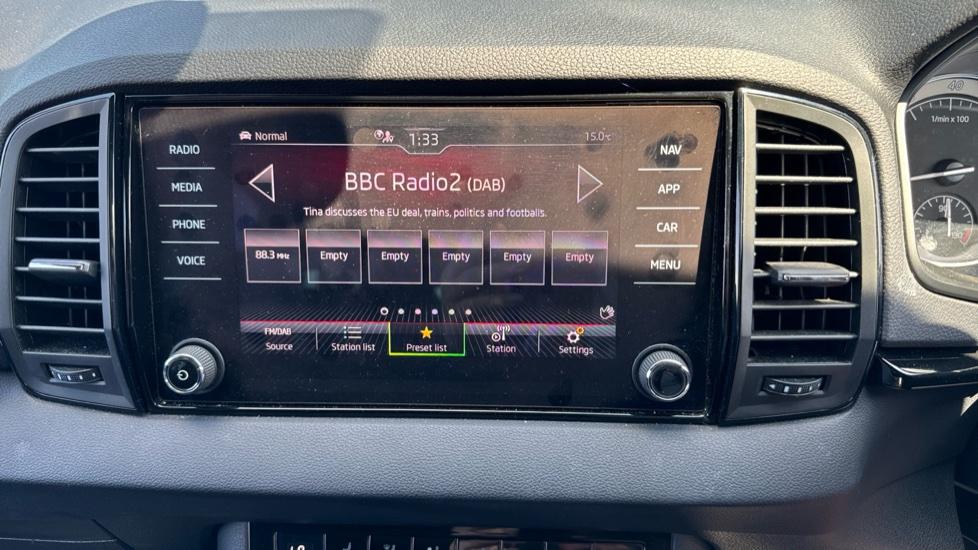 Normal 1:33 15.0°C
RADIO
MEDIA
PHONE
VOICE
BBC Radio2 (DAB)
Tina discusses the EU deal, trains, politics and footballs.
88.3 MHz Empty Empty Empty Empty Empty
FM/DAB
Source
Station list
Preset list
Station
Settings
NAV
APP
CAR
MENU
40
1/min x 100
90